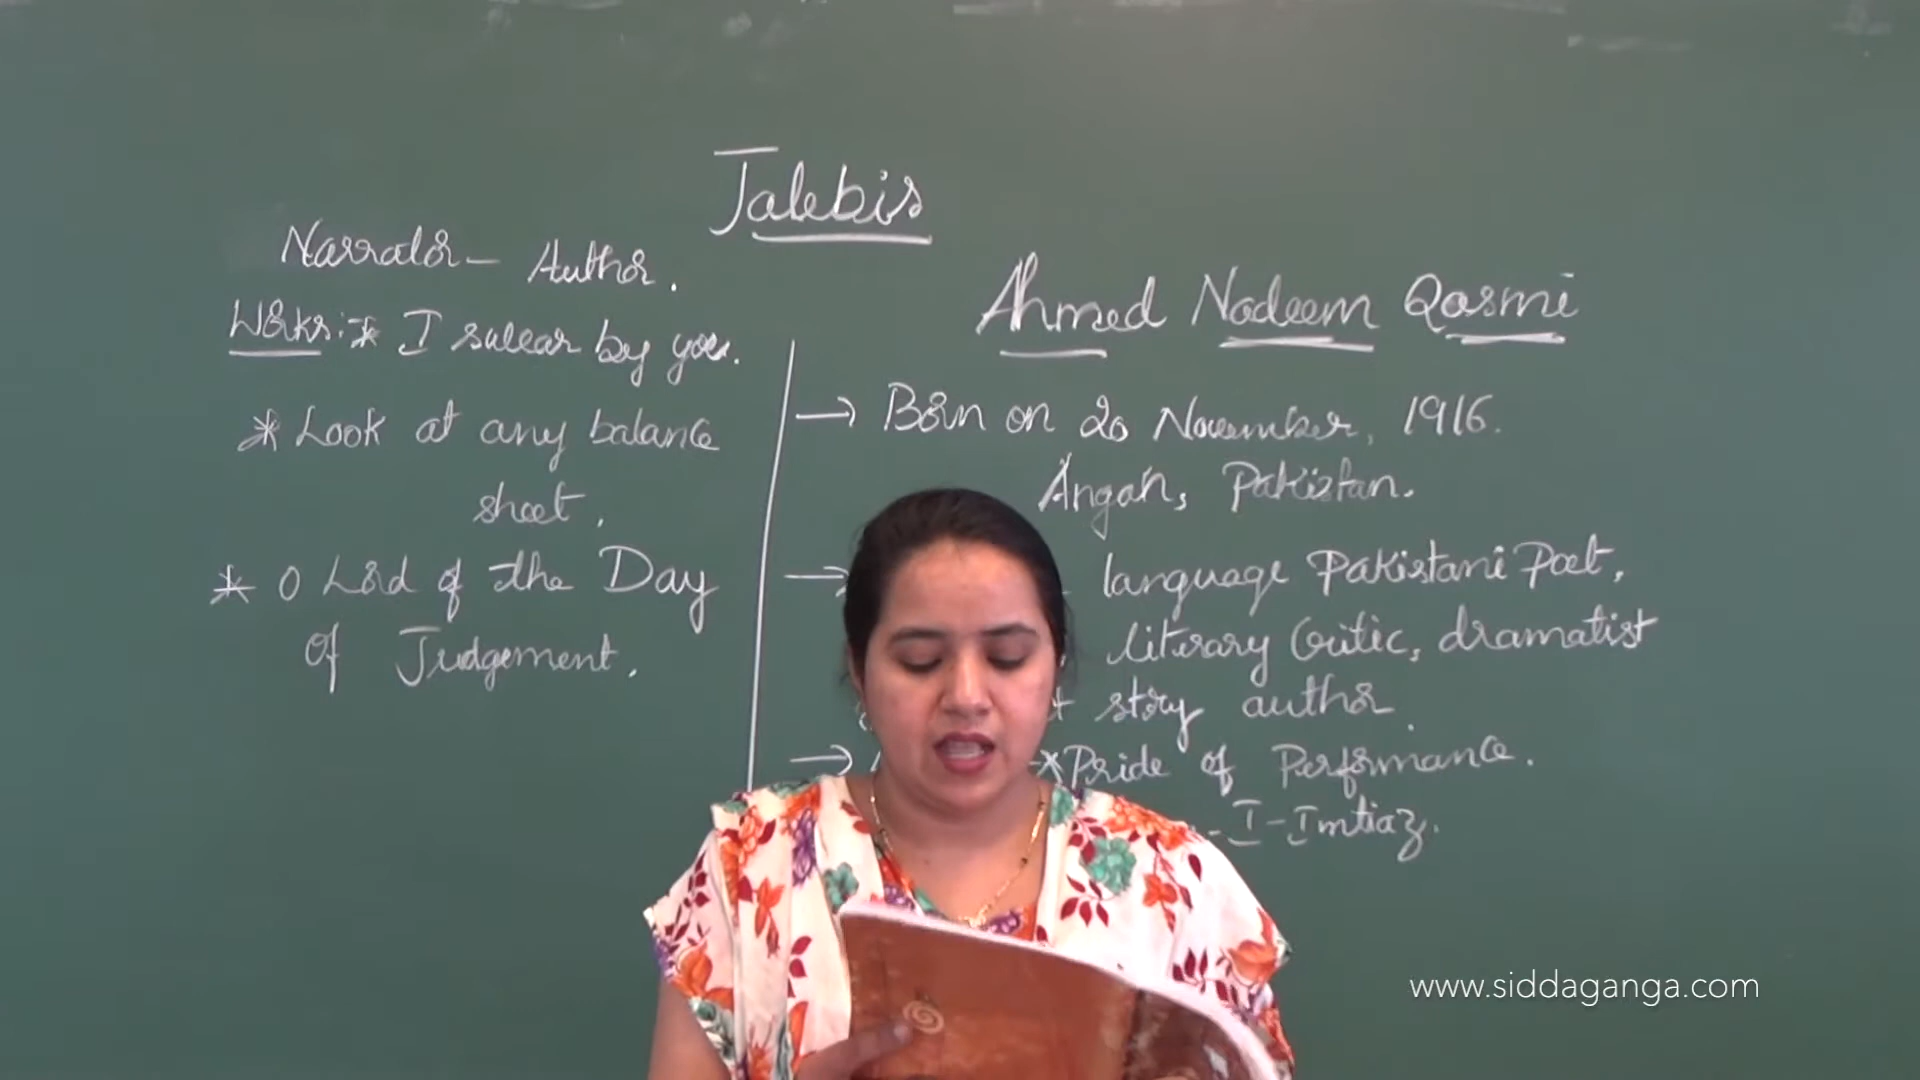 Jalebis
Narrator - Author.
Works: * I swear by you.
* Look at any balance
sheet.
* O Lord of the Day
Of Judgement.
Ahmed Nadeem Qasmi
→ Born on 20 November, 1916.
Angah, Pakistan.
→ language Pakistani Poet,
literary Critic, dramatist
story author.
→ * Pride of Performance.
- I - Imtiaz.
www.siddaganga.com